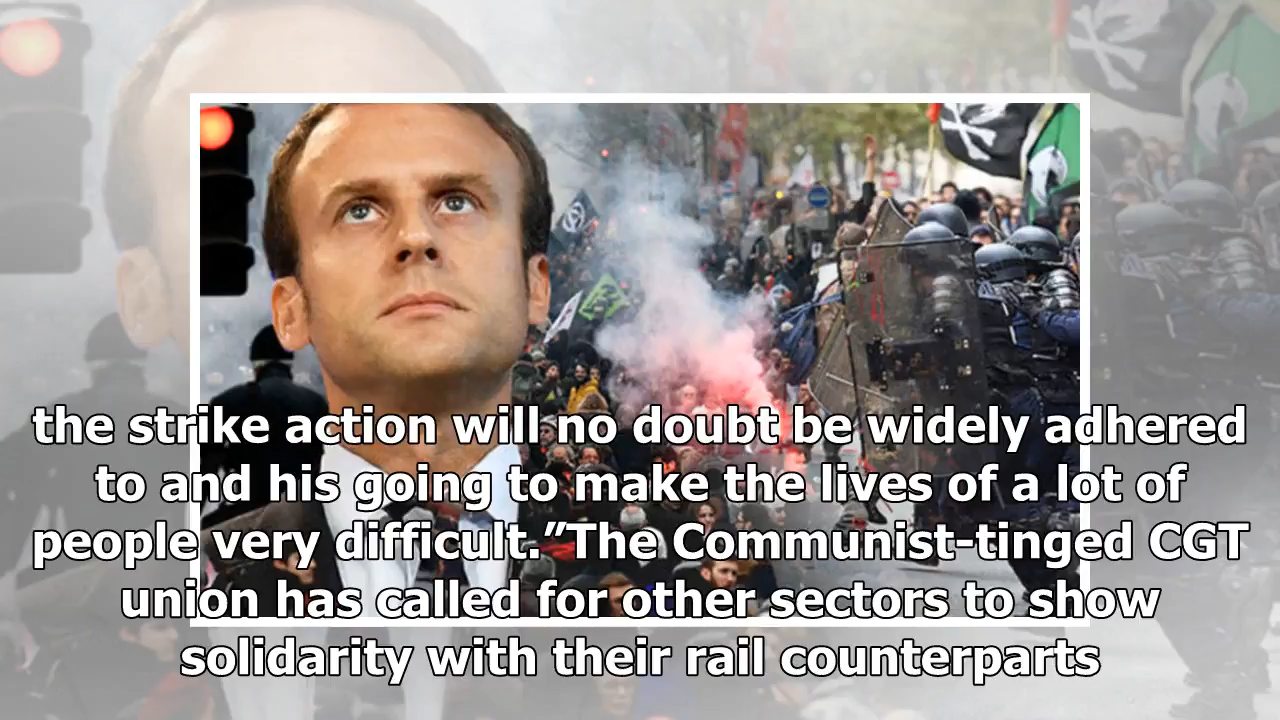 the strike action will no doubt be widely adhered
to and his going to make the lives of a lot of
people very difficult.”The Communist-tinged CGT
union has called for other sectors to show
solidarity with their rail counterparts